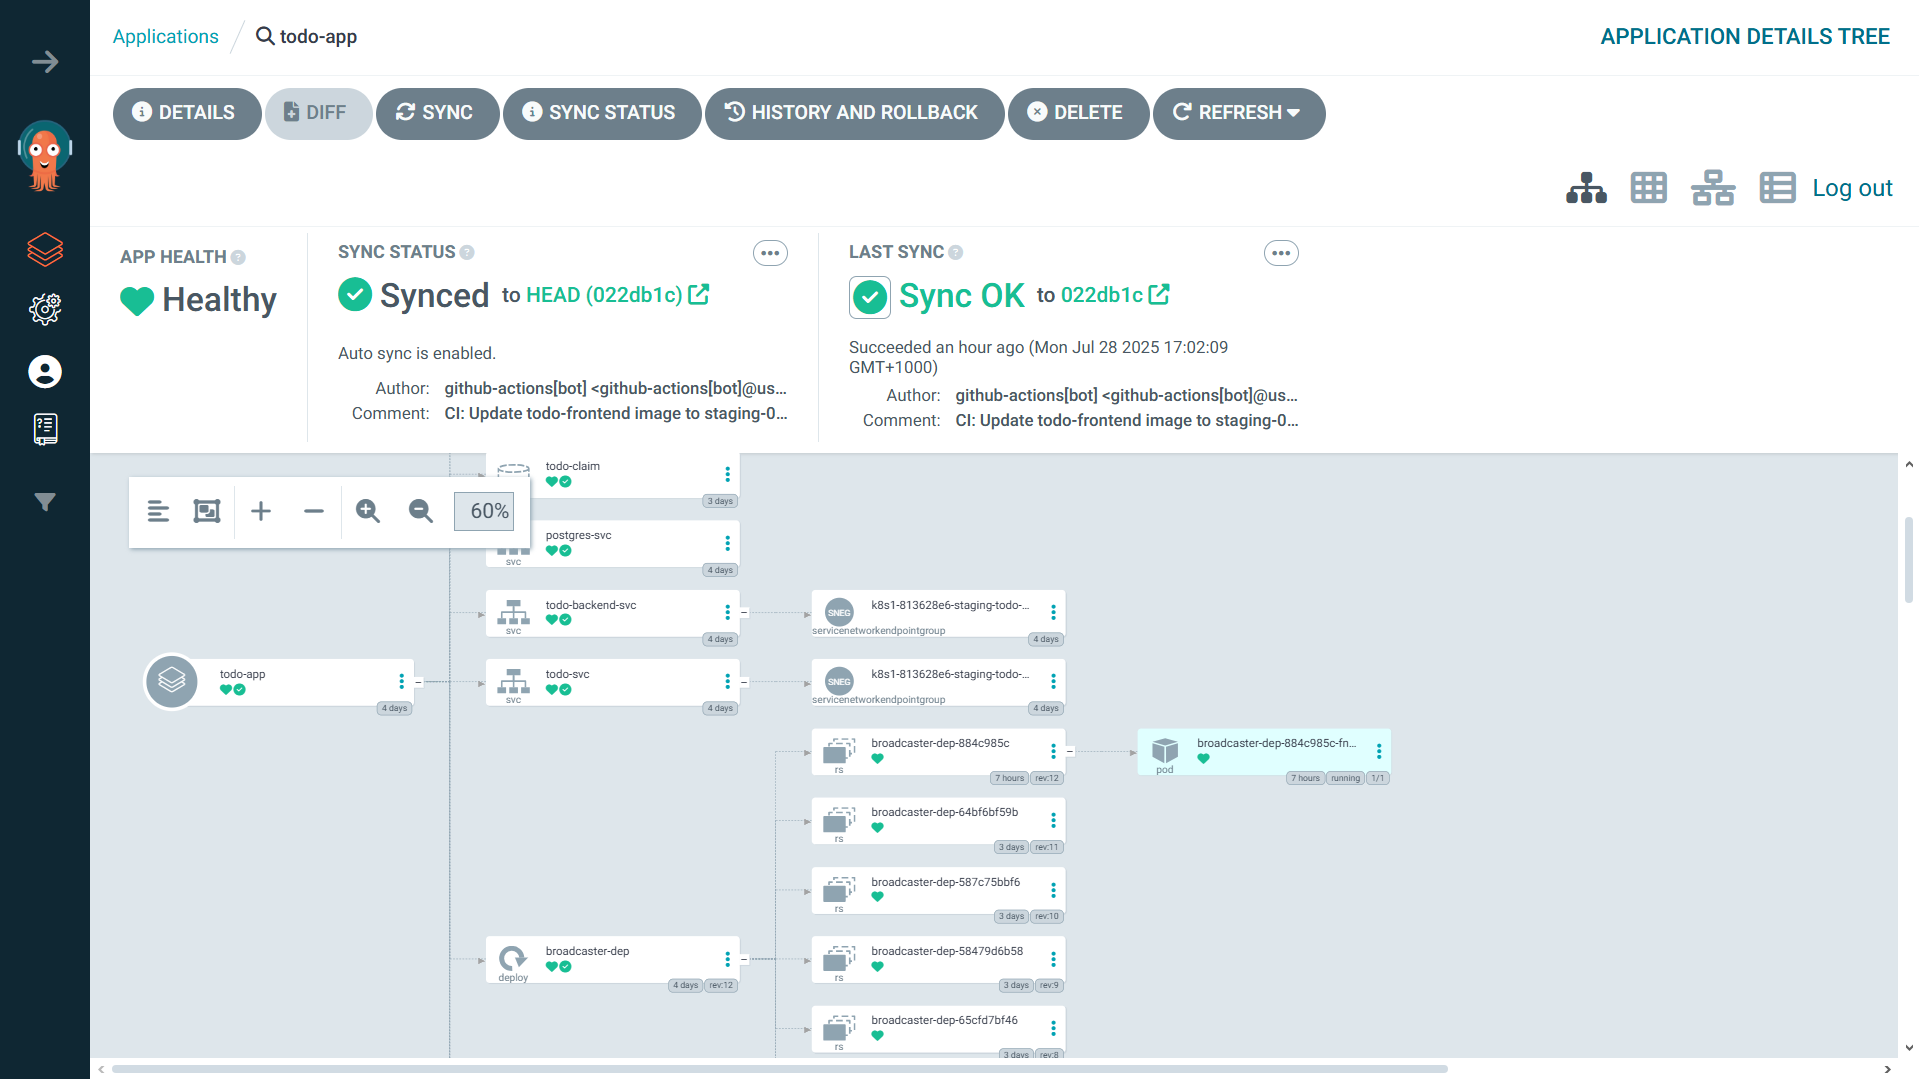 Applications
todo-app
APPLICATION DETAILS TREE
DETAILS
DIFF
SYNC
SYNC STATUS
HISTORY AND ROLLBACK
DELETE
REFRESH
Log out
APP HEALTH
Healthy
SYNC STATUS
Synced to HEAD (022db1c)
Auto sync is enabled.
Author: github-actions[bot] <github-actions[bot]@us...
Comment: CI: Update todo-frontend image to staging-0...
LAST SYNC
Sync OK to 022db1c
Succeeded an hour ago (Mon Jul 28 2025 17:02:09
GMT+1000)
Author: github-actions[bot] <github-actions[bot]@us...
Comment: CI: Update todo-frontend image to staging-0...
60%
todo-claim
3 days
postgres-svc
svc
4 days
todo-backend-svc
svc
4 days
SNEG
k8s1-813628e6-staging-todo-...
servicenetworkendpointgroup
4 days
todo-app
4 days
todo-svc
svc
4 days
SNEG
k8s1-813628e6-staging-todo-...
servicenetworkendpointgroup
4 days
broadcaster-dep-884c985c
rs
7 hours rev:12
broadcaster-dep-884c985c-fn...
pod
7 hours running 1/1
broadcaster-dep-64bf6bf59b
rs
3 days rev:11
broadcaster-dep-587c75bbf6
rs
3 days rev:10
broadcaster-dep
deploy
4 days rev:12
broadcaster-dep-58479d6b58
rs
3 days rev:9
broadcaster-dep-65cfd7bf46
rs
3 days rev:8